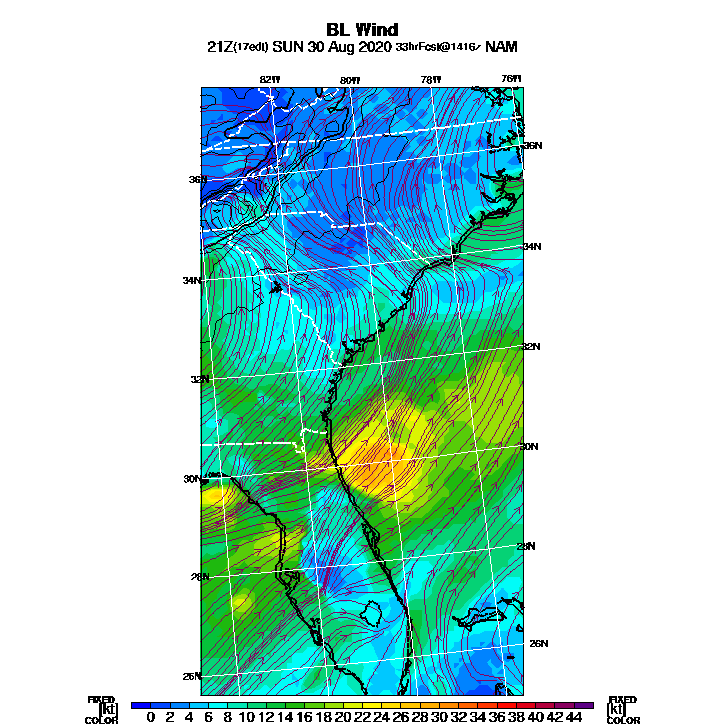 BL Wind
21Z(17edt) SUN 30 Aug 2020 33hrFcst@1416z NAM
82W 80W 78W 76W
36N
36N
34N
34N
32N
32N
30N
30N
28N
28N
26N
26N
FIXED FIXED
[kt] 0 2 4 6 8 10 12 14 16 18 20 22 24 26 28 30 32 34 36 38 40 42 44 [kt]
COLOR COLOR